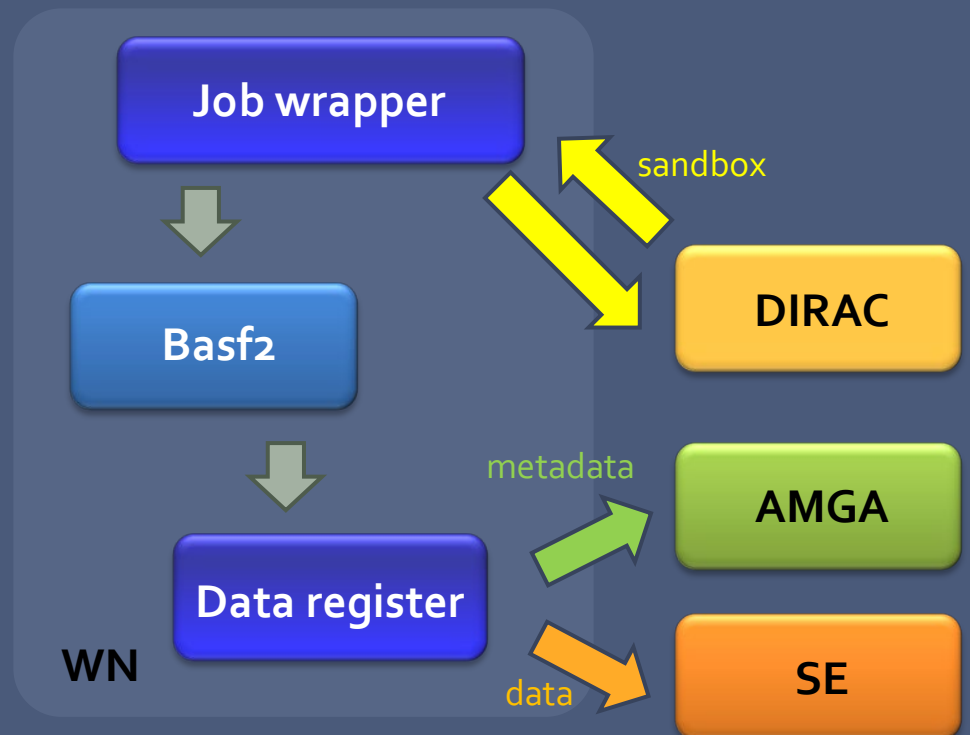 Job wrapper
sandbox
DIRAC
Basf2
metadata
AMGA
Data register
WN
data
SE